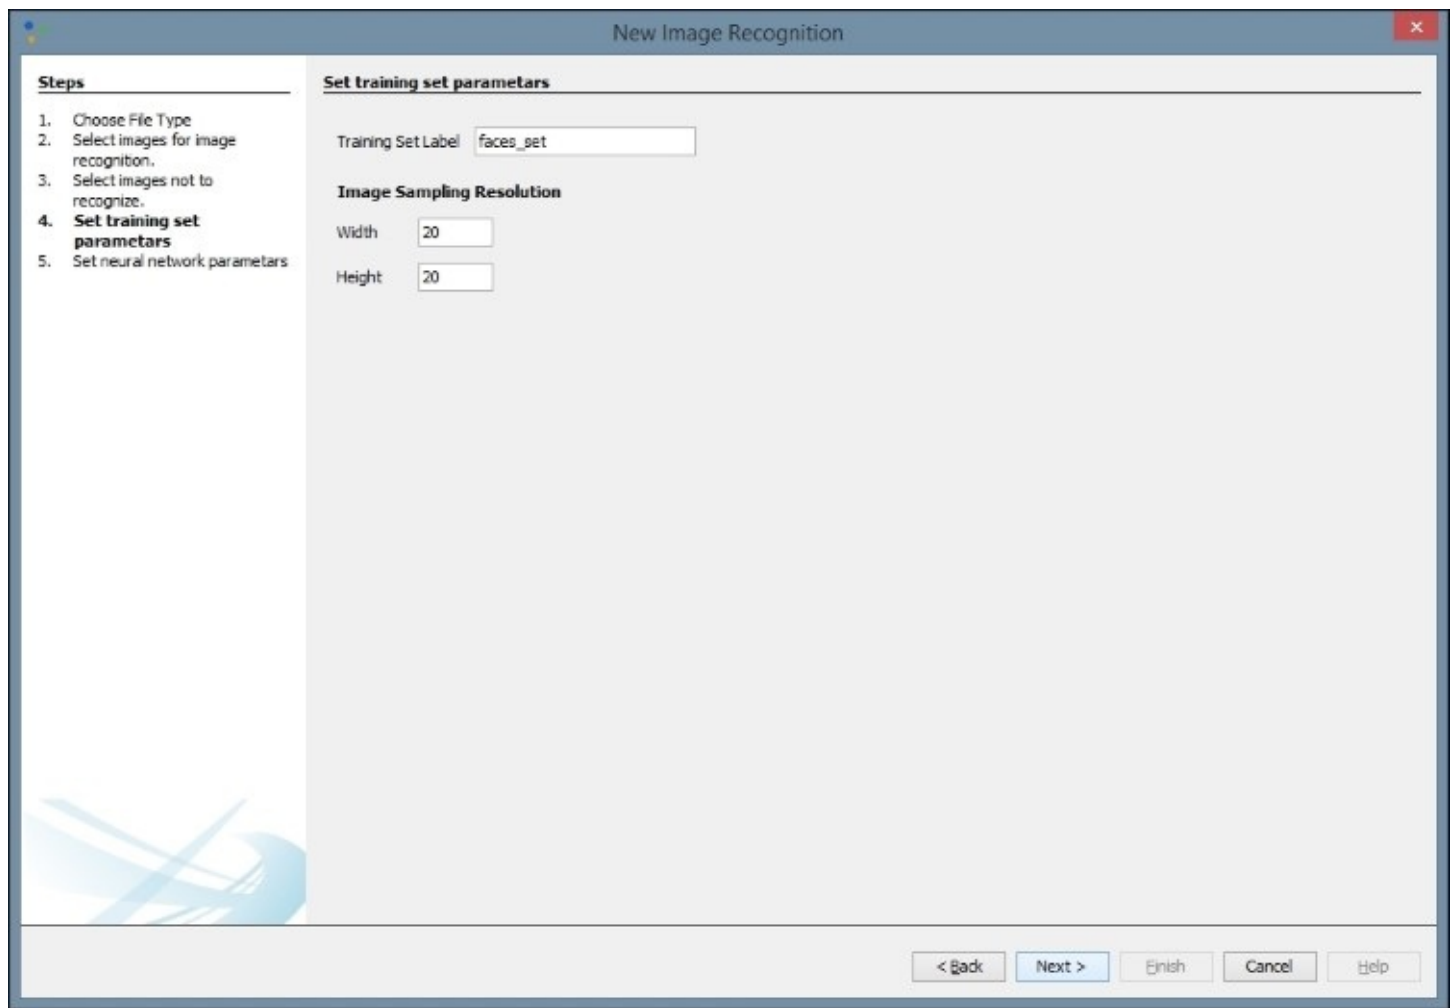 New Image Recognition
Steps
1. Choose File Type
2. Select images for image
recognition.
3. Select images not to
recognize.
4. Set training set
parametars
5. Set neural network parametars
Set training set parametars
Training Set Label faces_set
Image Sampling Resolution
Width 20
Height 20
< Back Next > Finish Cancel Help